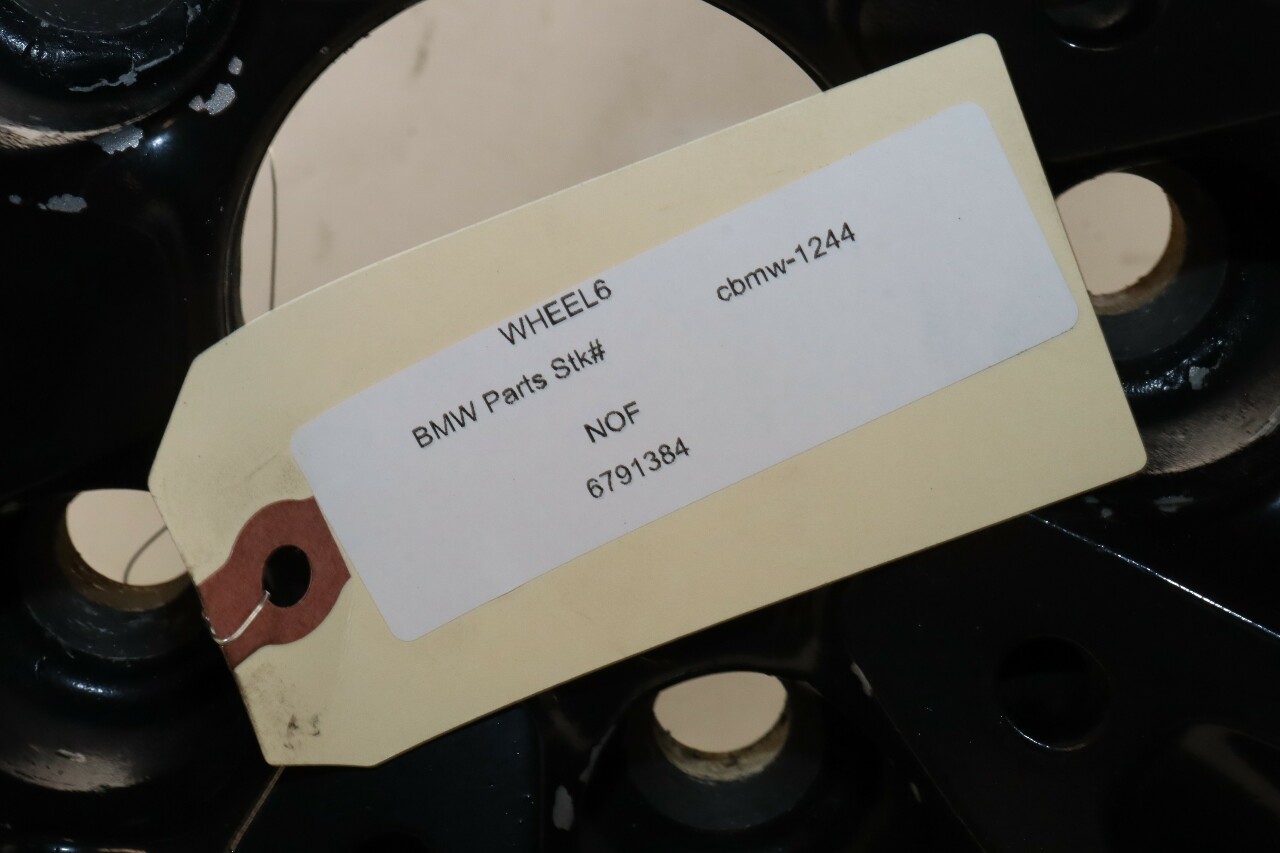 WHEEL6 cbmw-1244
BMW Parts Stk#
NOF
6791384